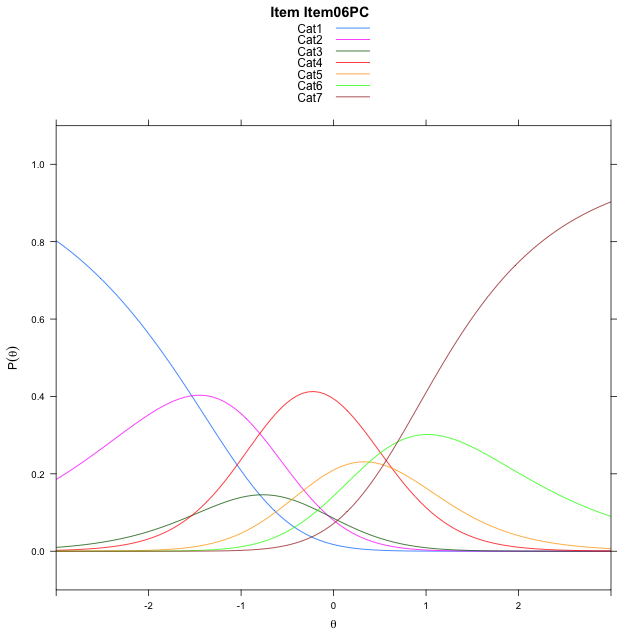 Item Item06PC
Cat1
Cat2
Cat3
Cat4
Cat5
Cat6
Cat7
1.0
0.8
0.6
0.4
0.2
0.0
P(θ)
-2 -1 0 1 2
θ